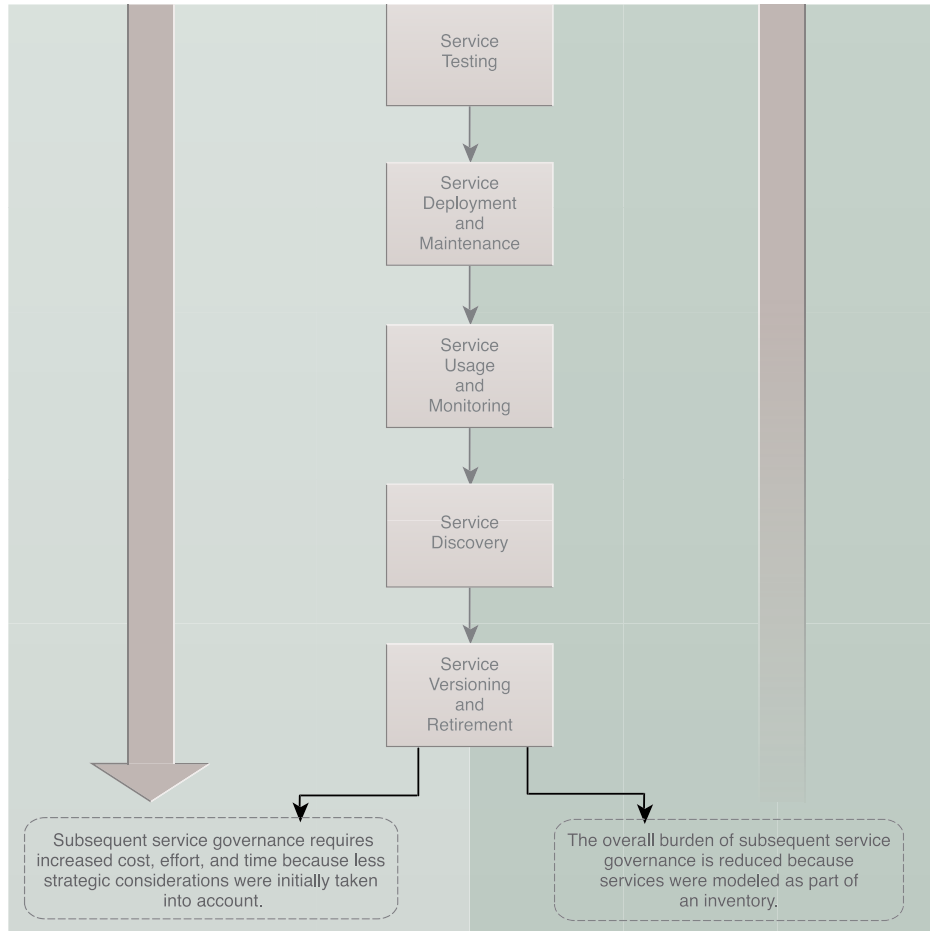 Service
Testing
Service
Deployment
and
Maintenance
Service
Usage
and
Monitoring
Service
Discovery
Service
Versioning
and
Retirement
Subsequent service governance requires
increased cost, effort, and time because less
strategic considerations were initially taken
into account.
The overall burden of subsequent service
governance is reduced because
services were modeled as part of
an inventory.